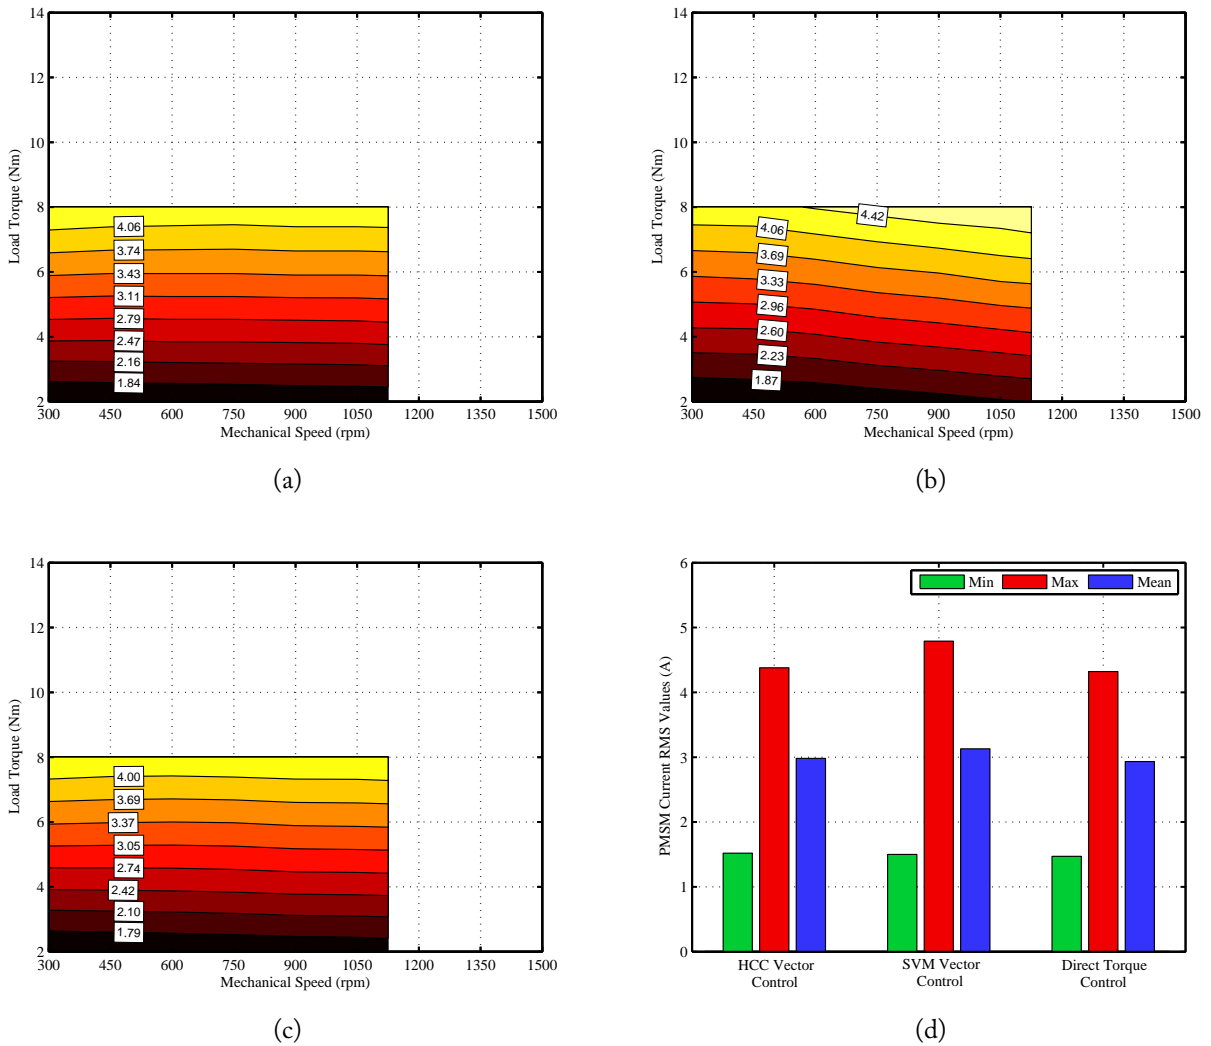 14
12
10
8
6
4
2
Load Torque (Nm)
4.06
3.74
3.43
3.11
2.79
2.47
2.16
1.84
300 450 600 750 900 1050 1200 1350 1500
Mechanical Speed (rpm)
(a)
14
12
10
8
6
4
2
Load Torque (Nm)
4.42
4.06
3.69
3.33
2.96
2.60
2.23
1.87
300 450 600 750 900 1050 1200 1350 1500
Mechanical Speed (rpm)
(b)
14
12
10
8
6
4
2
Load Torque (Nm)
4.00
3.69
3.37
3.05
2.74
2.42
2.10
1.79
300 450 600 750 900 1050 1200 1350 1500
Mechanical Speed (rpm)
(c)
6
5
4
3
2
1
0
PMSM Current RMS Values (A)
Min Max Mean
HCC Vector
Control
SVM Vector
Control
Direct Torque
Control
(d)